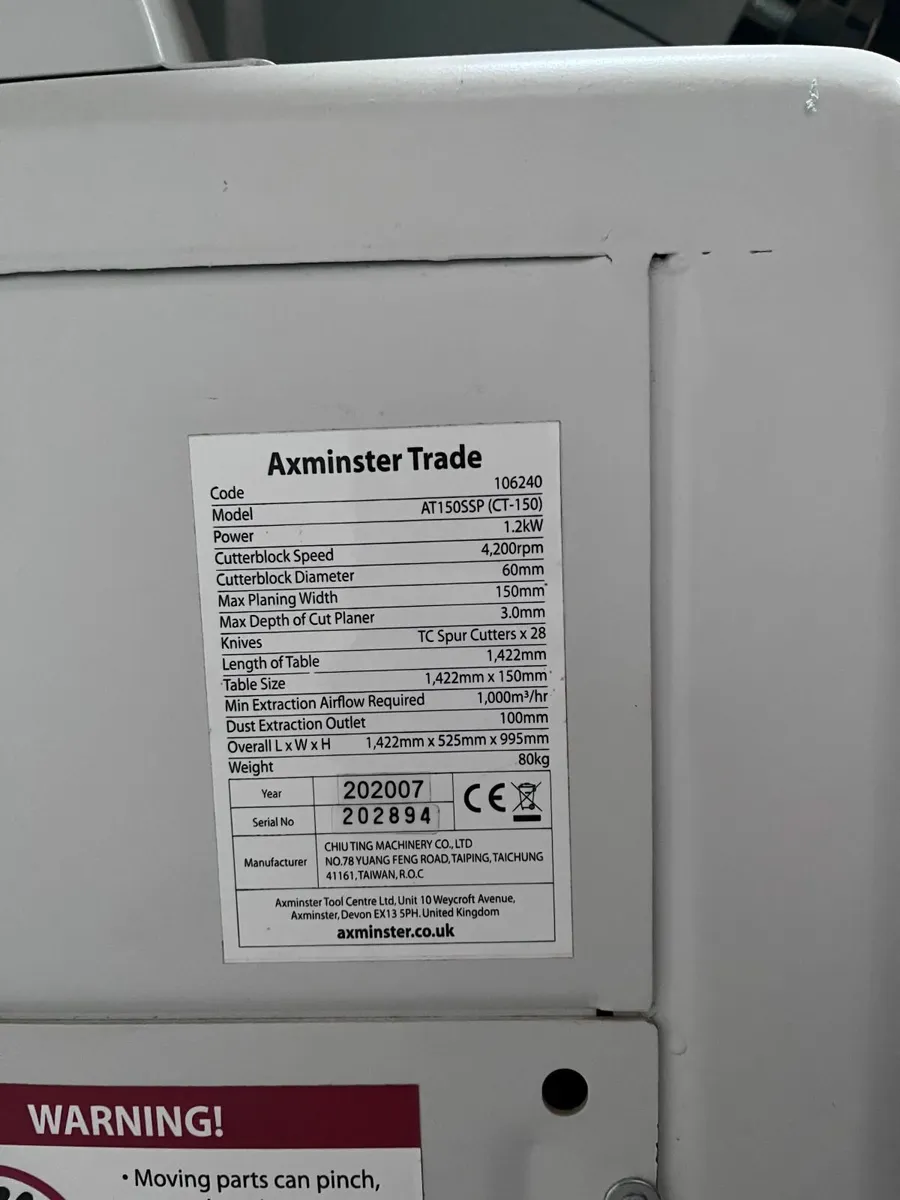 Axminster Trade
Code 106240
Model AT150SSP (CT-150)
Power 1.2kW
Cutterblock Speed 4,200rpm
Cutterblock Diameter 60mm
Max Planing Width 150mm
Max Depth of Cut Planer 3.0mm
Knives TC Spur Cutters x 28
Length of Table 1,422mm
Table Size 1,422mm x 150mm
Min Extraction Airflow Required 1,000m³/hr
Dust Extraction Outlet 100mm
Overall L x W x H 1,422mm x 525mm x 995mm
Weight 80kg
Year 202007
Serial No 202894
CE
Manufacturer
CHIU TING MACHINERY CO., LTD
NO.78 YUANG FENG ROAD, TAIPING, TAICHUNG
41161, TAIWAN, R.O.C
Axminster Tool Centre Ltd, Unit 10 Weycroft Avenue,
Axminster, Devon EX13 5PH, United Kingdom
axminster.co.uk
WARNING!
• Moving parts can pinch,